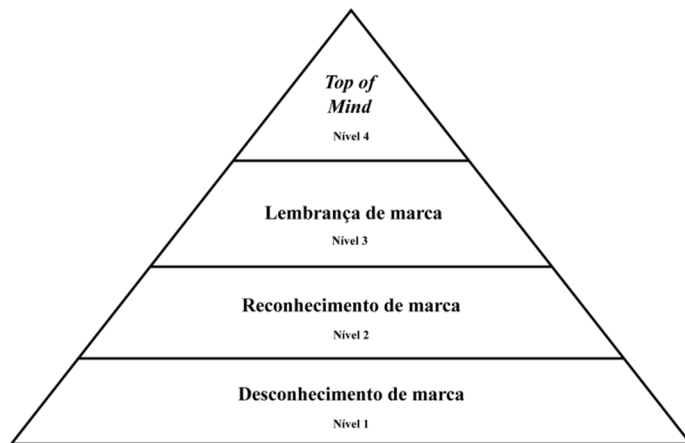 Top of
Mind
Nível 4
Lembrança de marca
Nível 3
Reconhecimento de marca
Nível 2
Desconhecimento de marca
Nível 1